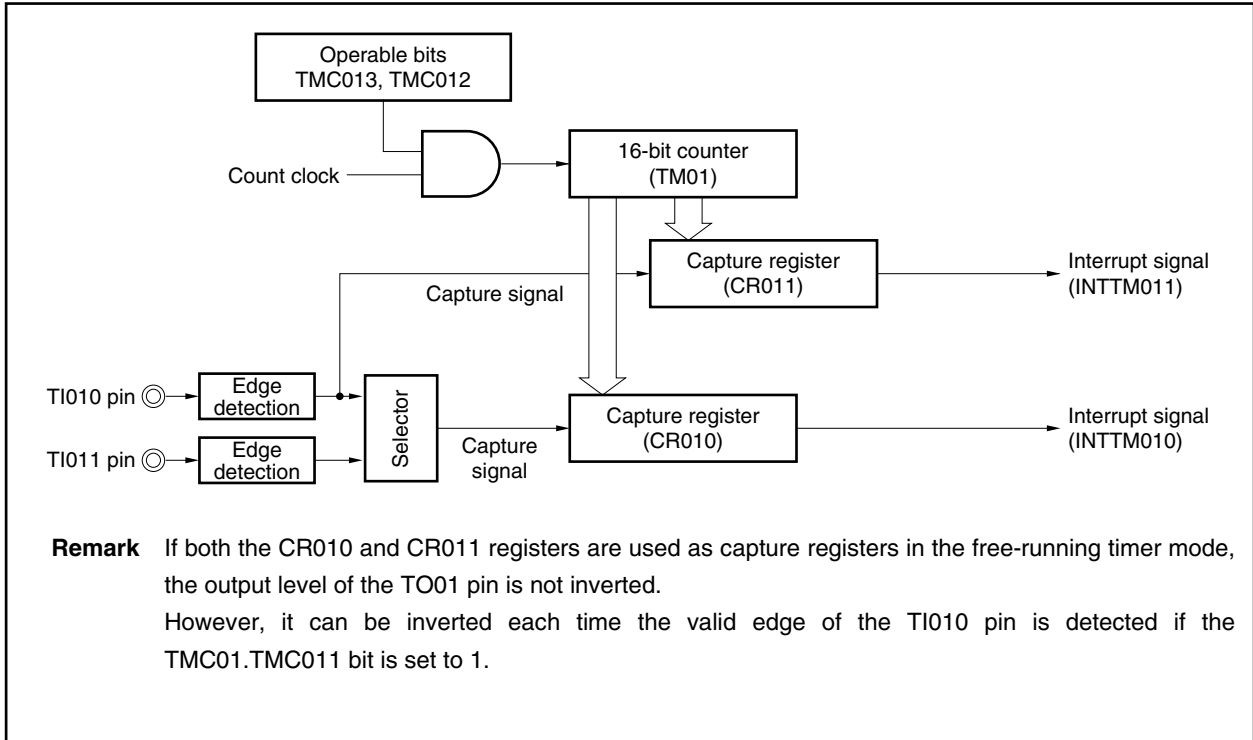 Operable bits
TMC013, TMC012
Count clock
16-bit counter
(TM01)
Capture register
(CR011)
Interrupt signal
(INTTM011)
Capture signal
TI010 pin
Edge
detection
Selector
TI011 pin
Edge
detection
Capture
signal
Capture register
(CR010)
Interrupt signal
(INTTM010)
Remark If both the CR010 and CR011 registers are used as capture registers in the free-running timer mode,
the output level of the TO01 pin is not inverted.
However, it can be inverted each time the valid edge of the TI010 pin is detected if the
TMC01.TMC011 bit is set to 1.